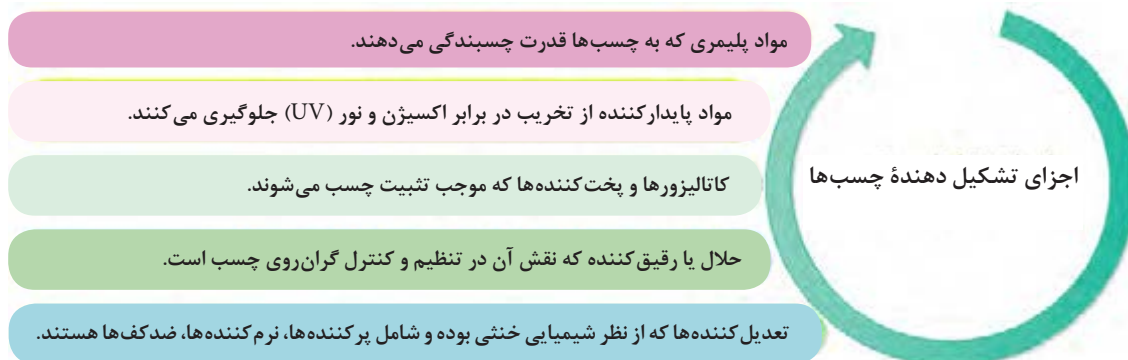 اجزای تشکیل دهندهٔ چسب‌ها
مواد پلیمری که به چسب‌ها قدرت چسبندگی می‌دهند.
مواد پایدارکننده از تخریب در برابر اکسیژن و نور (UV) جلوگیری می‌کنند.
کاتالیزورها و پخت‌کننده‌ها که موجب تثبیت چسب می‌شوند.
حلال یا رقیق‌کننده که نقش آن در تنظیم و کنترل گران‌روی چسب است.
تعدیل‌کننده‌ها که از نظر شیمیایی خنثی بوده و شامل پرکننده‌ها، نرم‌کننده‌ها، ضدکف‌ها هستند.